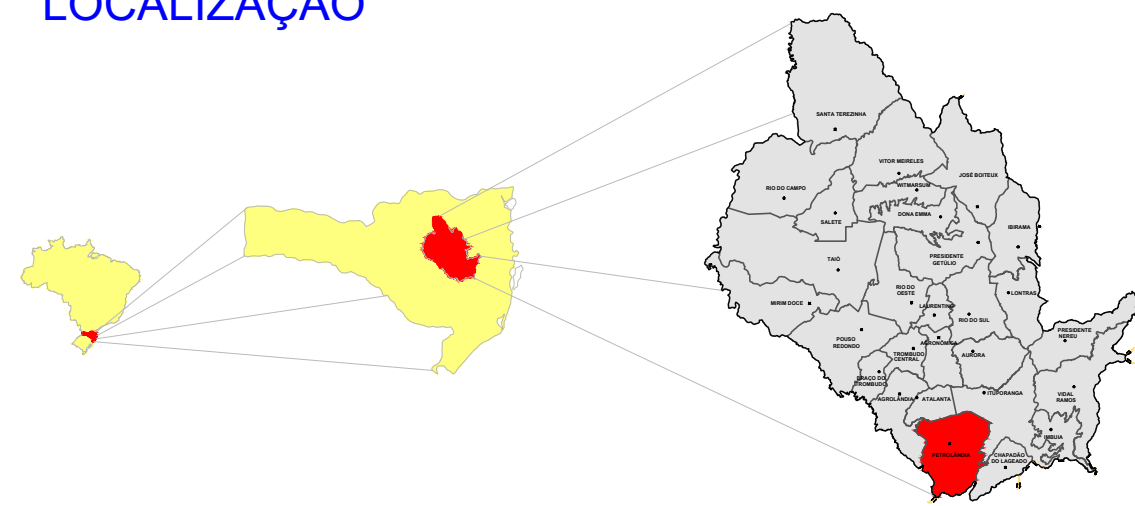 LOCALIZAÇÃO
SANTA TEREZINHA
VITOR MEIRELES
JOSÉ BOITEUX
WITMARSUM
RIO DO CAMPO
DONA EMMA
SALETE
IBIRAMA
PRESIDENTE
GETÚLIO
TAIÓ
RIO DO
OESTE
LONTRAS
MIRIM DOCE
LAURENTINO
RIO DO SUL
PRESIDENTE
NEREU
POUSO
REDONDO
AGRONÔMICA
TROMBUDO
CENTRAL
AURORA
BRAÇO DO
TROMBUDO
ITUPORANGA
VIDAL
RAMOS
AGROLÂNDIA
ATALANTA
IMBUIA
PETROLÂNDIA
CHAPADÃO
DO LAGEADO